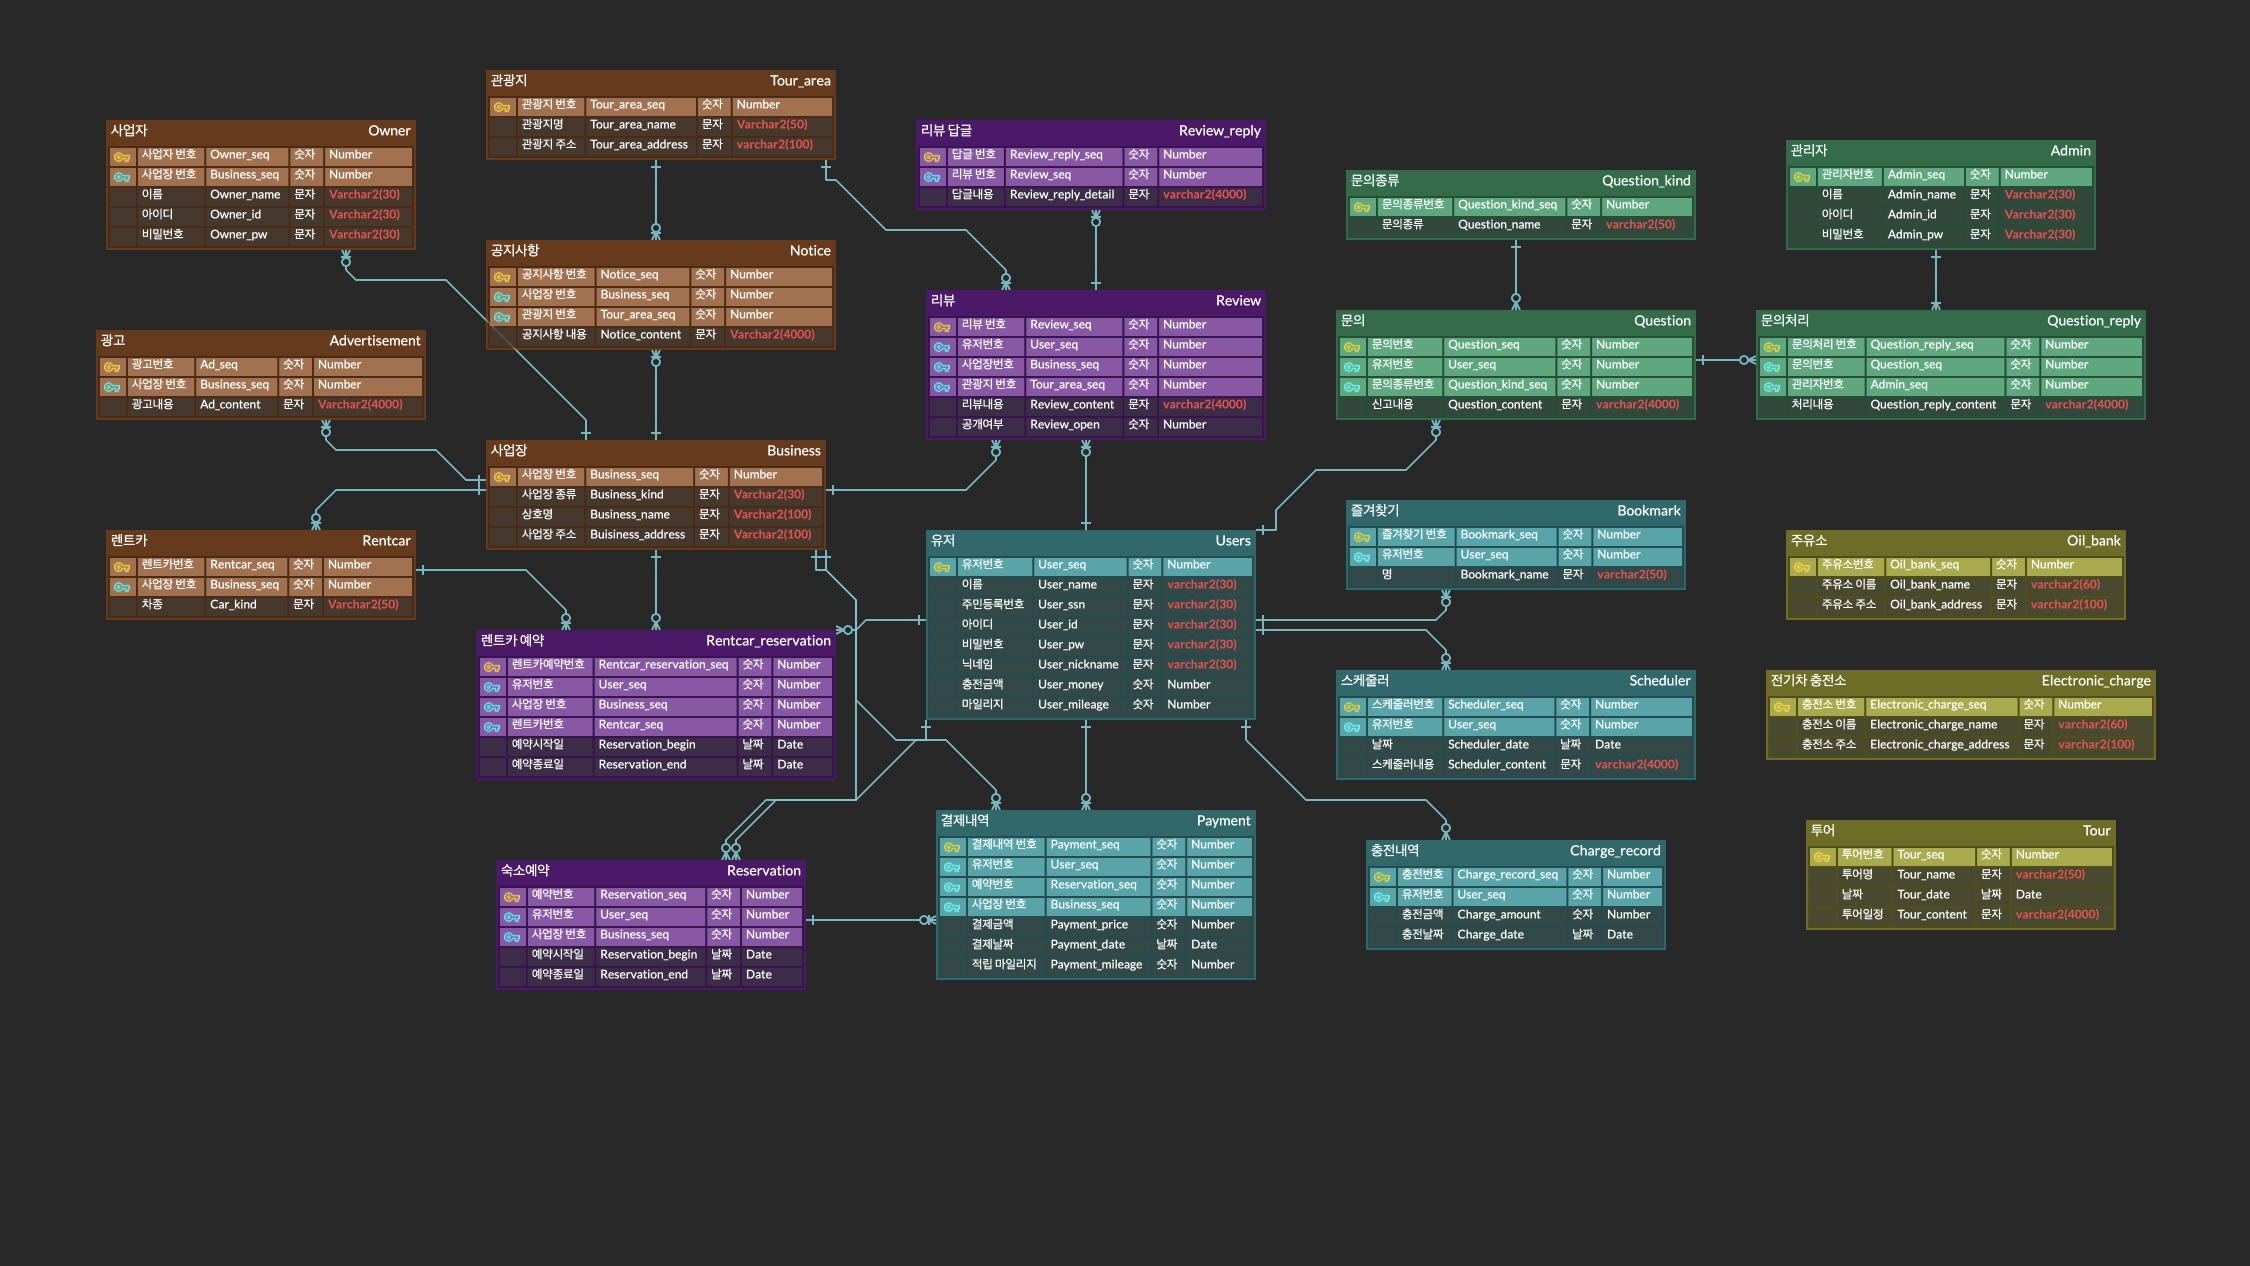 관광지 Tour_area
관광지 번호 Tour_area_seq 숫자 Number
관광지명 Tour_area_name 문자 Varchar2(50)
관광지 주소 Tour_area_address 문자 varchar2(100)
사업자 Owner
사업자 번호 Owner_seq 숫자 Number
사업장 번호 Business_seq 숫자 Number
이름 Owner_name 문자 Varchar2(30)
아이디 Owner_id 문자 Varchar2(30)
비밀번호 Owner_pw 문자 Varchar2(30)
리뷰 답글 Review_reply
답글 번호 Review_reply_seq 숫자 Number
리뷰 번호 Review_seq 숫자 Number
답글내용 Review_reply_detail 문자 varchar2(4000)
문의종류 Question_kind
문의종류번호 Question_kind_seq 숫자 Number
문의종류 Question_name 문자 varchar2(50)
관리자 Admin
관리자번호 Admin_seq 숫자 Number
이름 Admin_name 문자 Varchar2(30)
아이디 Admin_id 문자 Varchar2(30)
비밀번호 Admin_pw 문자 Varchar2(30)
공지사항 Notice
공지사항 번호 Notice_seq 숫자 Number
사업장 번호 Business_seq 숫자 Number
관광지 번호 Tour_area_seq 숫자 Number
공지사항 내용 Notice_content 문자 Varchar2(4000)
광고 Advertisement
광고번호 Ad_seq 숫자 Number
사업장 번호 Business_seq 숫자 Number
광고내용 Ad_content 문자 Varchar2(4000)
리뷰 Review
리뷰 번호 Review_seq 숫자 Number
유저번호 User_seq 숫자 Number
사업장번호 Business_seq 숫자 Number
관광지 번호 Tour_area_seq 숫자 Number
리뷰내용 Review_content 문자 varchar2(4000)
공개여부 Review_open 숫자 Number
문의 Question
문의번호 Question_seq 숫자 Number
유저번호 User_seq 숫자 Number
문의종류번호 Question_kind_seq 숫자 Number
신고내용 Question_content 문자 varchar2(4000)
문의처리 Question_reply
문의처리 번호 Question_reply_seq 숫자 Number
문의번호 Question_seq 숫자 Number
관리자번호 Admin_seq 숫자 Number
처리내용 Question_reply_content 문자 varchar2(4000)
사업장 Business
사업장 번호 Business_seq 숫자 Number
사업장 종류 Business_kind 문자 Varchar2(30)
상호명 Business_name 문자 Varchar2(100)
사업장 주소 Buisiness_address 문자 Varchar2(100)
렌트카 Rentcar
렌트카번호 Rentcar_seq 숫자 Number
사업장 번호 Business_seq 숫자 Number
차종 Car_kind 문자 Varchar2(50)
유저 Users
유저번호 User_seq 숫자 Number
이름 User_name 문자 varchar2(30)
주민등록번호 User_ssn 문자 varchar2(30)
아이디 User_id 문자 varchar2(30)
비밀번호 User_pw 문자 varchar2(30)
닉네임 User_nickname 문자 varchar2(30)
충전금액 User_money 숫자 Number
마일리지 User_mileage 숫자 Number
즐겨찾기 Bookmark
즐겨찾기 번호 Bookmark_seq 숫자 Number
유저번호 User_seq 숫자 Number
명 Bookmark_name 문자 varchar2(50)
주유소 Oil_bank
주유소번호 Oil_bank_seq 숫자 Number
주유소 이름 Oil_bank_name 문자 varchar2(60)
주유소 주소 Oil_bank_address 문자 varchar2(100)
렌트카 예약 Rentcar_reservation
렌트카예약번호 Rentcar_reservation_seq 숫자 Number
유저번호 User_seq 숫자 Number
사업장 번호 Business_seq 숫자 Number
렌트카번호 Rentcar_seq 숫자 Number
예약시작일 Reservation_begin 날짜 Date
예약종료일 Reservation_end 날짜 Date
스케줄러 Scheduler
스케줄러번호 Scheduler_seq 숫자 Number
유저번호 User_seq 숫자 Number
날짜 Scheduler_date 날짜 Date
스케줄러내용 Scheduler_content 문자 varchar2(4000)
전기차 충전소 Electronic_charge
충전소 번호 Electronic_charge_seq 숫자 Number
충전소 이름 Electronic_charge_name 문자 varchar2(60)
충전소 주소 Electronic_charge_address 문자 varchar2(100)
숙소예약 Reservation
예약번호 Reservation_seq 숫자 Number
유저번호 User_seq 숫자 Number
사업장 번호 Business_seq 숫자 Number
예약시작일 Reservation_begin 날짜 Date
예약종료일 Reservation_end 날짜 Date
결제내역 Payment
결제내역 번호 Payment_seq 숫자 Number
유저번호 User_seq 숫자 Number
예약번호 Reservation_seq 숫자 Number
사업장 번호 Business_seq 숫자 Number
결제금액 Payment_price 숫자 Number
결제날짜 Payment_date 날짜 Date
적립 마일리지 Payment_mileage 숫자 Number
충전내역 Charge_record
충전번호 Charge_record_seq 숫자 Number
유저번호 User_seq 숫자 Number
충전금액 Charge_amount 숫자 Number
충전날짜 Charge_date 날짜 Date
투어 Tour
투어번호 Tour_seq 숫자 Number
투어명 Tour_name 문자 varchar2(50)
날짜 Tour_date 날짜 Date
투어일정 Tour_content 문자 varchar2(4000)